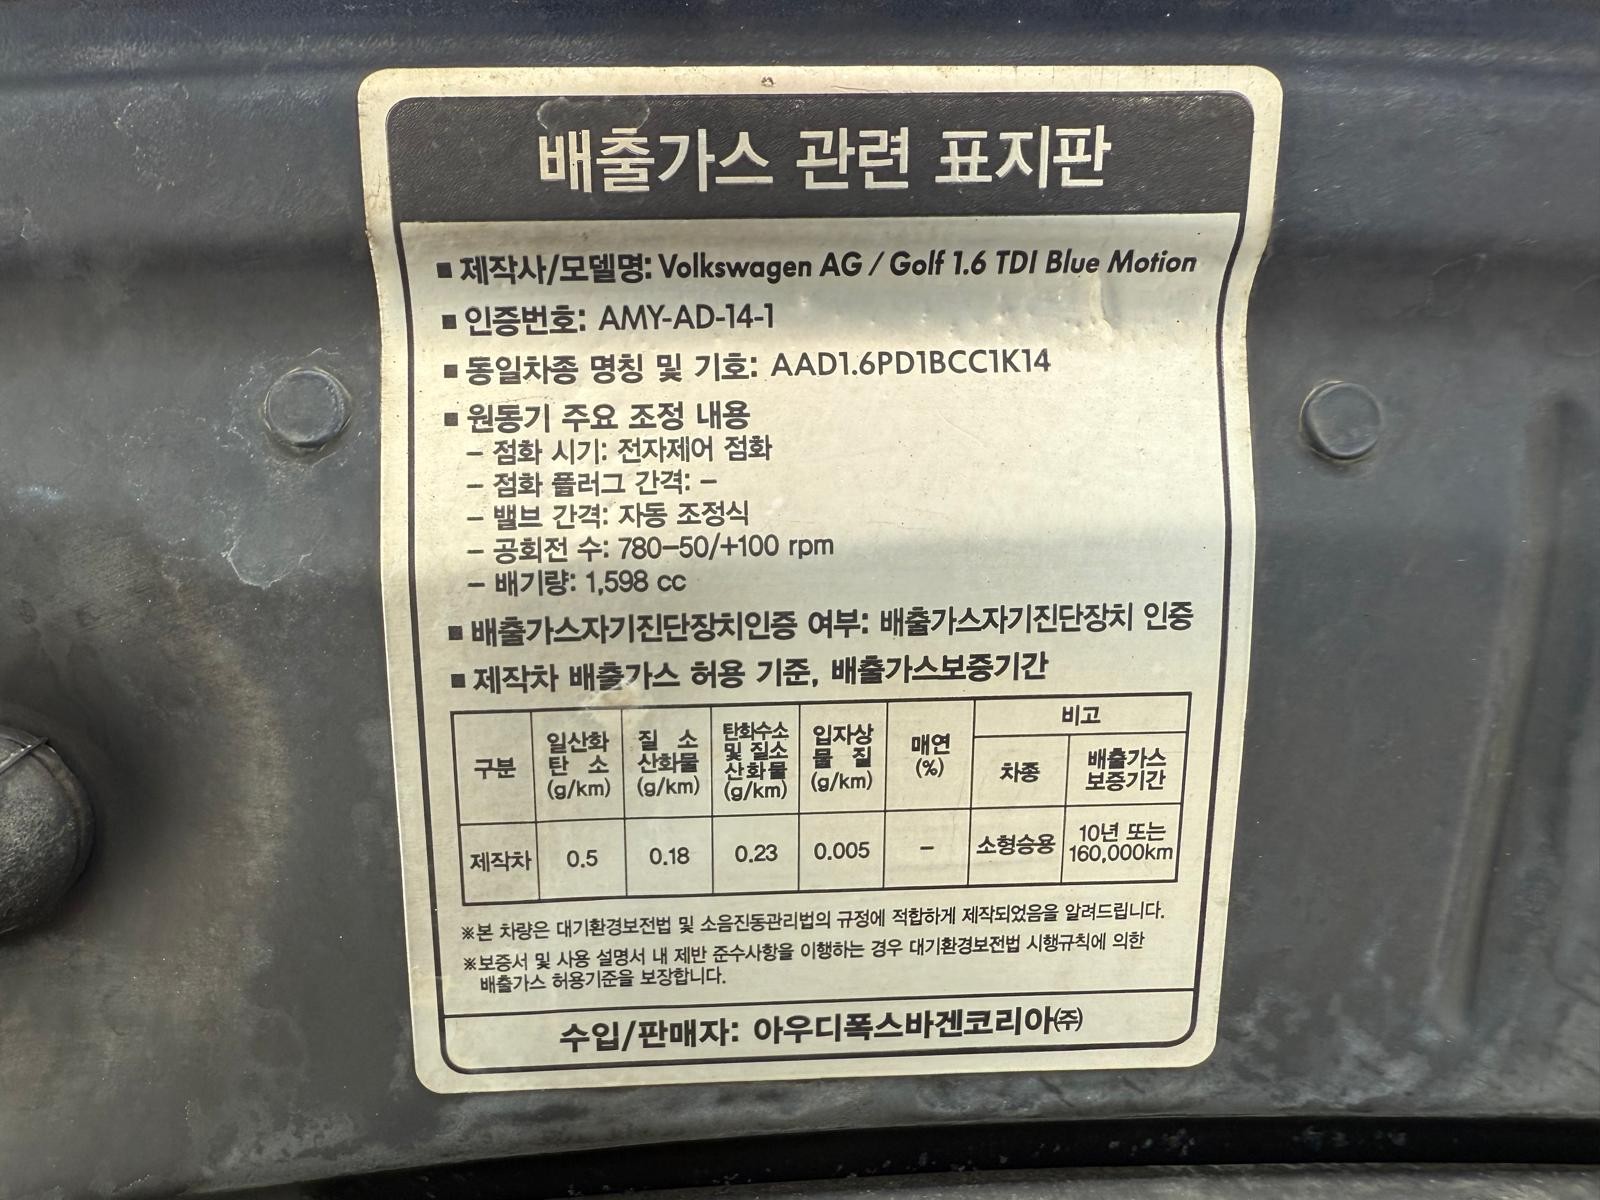 배출가스 관련 표지판
■ 제작사/모델명: Volkswagen AG / Golf 1.6 TDI Blue Motion
■ 인증번호: AMY-AD-14-1
■ 동일차종 명칭 및 기호: AAD1.6PD1BCC1K14
■ 원동기 주요 조정 내용
– 점화 시기: 전자제어 점화
– 점화 플러그 간격: –
– 밸브 간격: 자동 조정식
– 공회전 수: 780–50/+100 rpm
– 배기량: 1,598 cc
■ 배출가스자기진단장치인증 여부: 배출가스자기진단장치 인증
■ 제작차 배출가스 허용 기준, 배출가스보증기간
구분 일산화 탄 소 (g/km) 질 소 산화물 (g/km) 탄화수소 및 질소 산화물 (g/km) 입자상 물 질 (g/km) 매연 (%) 비고
차종 배출가스 보증기간
제작차 0.5 0.18 0.23 0.005 – 소형승용 10년 또는 160,000km
※본 차량은 대기환경보전법 및 소음진동관리법의 규정에 적합하게 제작되었음을 알려드립니다.
※보증서 및 사용 설명서 내 제반 준수사항을 이행하는 경우 대기환경보전법 시행규칙에 의한
배출가스 허용기준을 보장합니다.
수입/판매자: 아우디폭스바겐코리아㈜